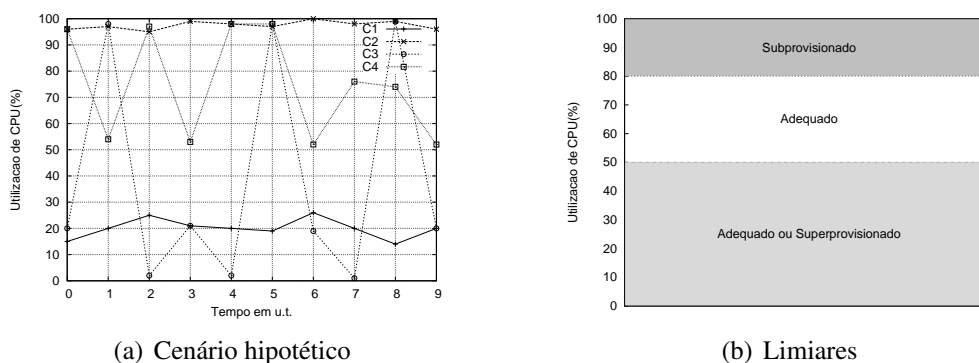 100
90
80
70
60
50
40
30
20
10
0
Utilizacao de CPU(%)
C1
C2
C3
C4
0 1 2 3 4 5 6 7 8 9
Tempo em u.t.
(a) Cenário hipotético
100
90
80
70
60
50
40
30
20
10
0
Utilizacao de CPU(%)
Subprovisionado
Adequado
Adequado ou Superprovisionado
(b) Limiares